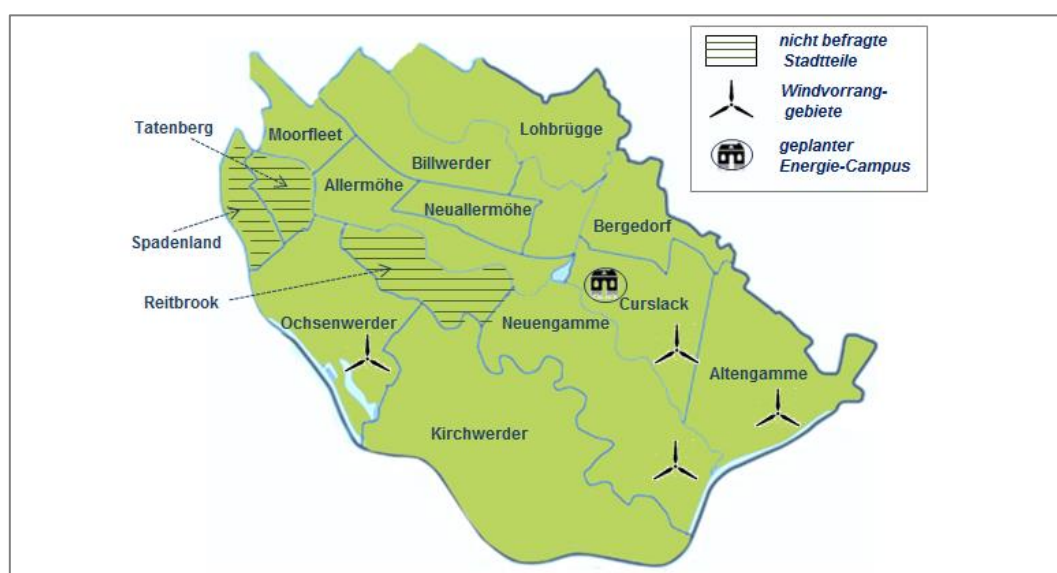 nicht befragte
Stadtteile
Windvorrang-
gebiete
geplanter
Energie-Campus
Tatenberg
Moorfleet
Lohbrügge
Billwerder
Allermöhe
Neuallermöhe
Spadenland
Bergedorf
Reitbrook
Curslack
Ochsenwerder
Neuengamme
Altengamme
Kirchwerder